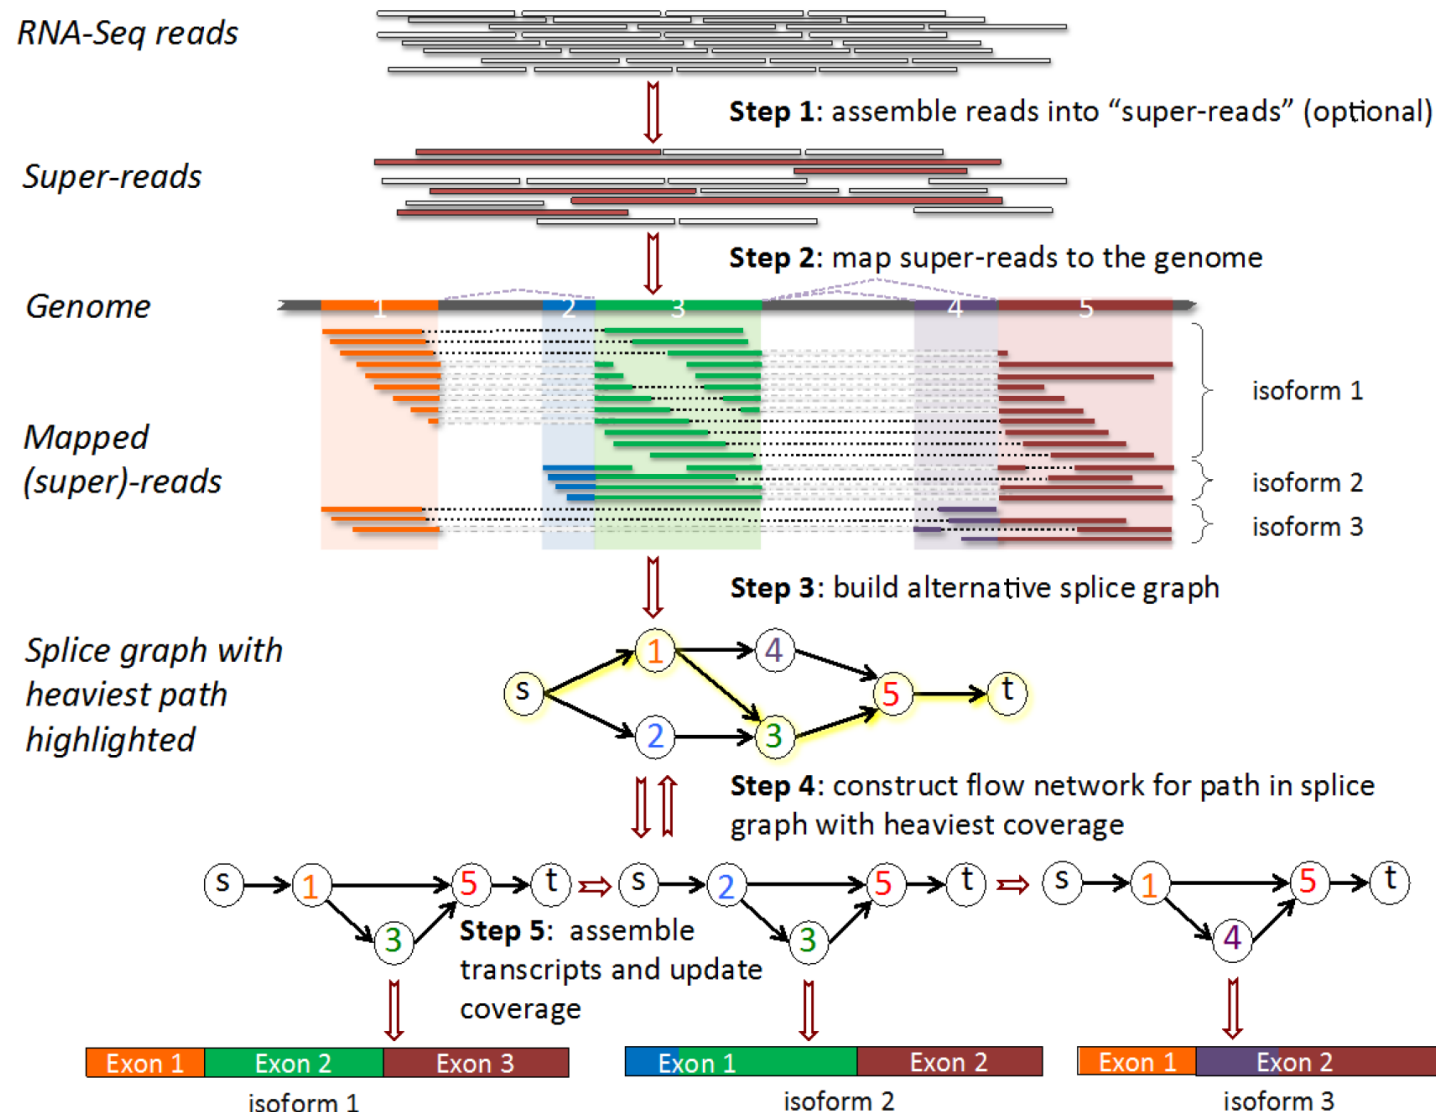 RNA-Seq reads
Step 1: assemble reads into “super-reads” (optional)
Super-reads
Step 2: map super-reads to the genome
Genome
1 2 3 4 5
isoform 1
Mapped
(super)-reads
isoform 2
isoform 3
Step 3: build alternative splice graph
Splice graph with
heaviest path
highlighted
1 4
s 5 t
2 3
Step 4: construct flow network for path in splice
graph with heaviest coverage
s 1 5 t s 2 5 t s 1 5 t
3 3 4
Step 5: assemble
transcripts and update
coverage
Exon 1 Exon 2 Exon 3 Exon 1 Exon 2 Exon 1 Exon 2
isoform 1 isoform 2 isoform 3